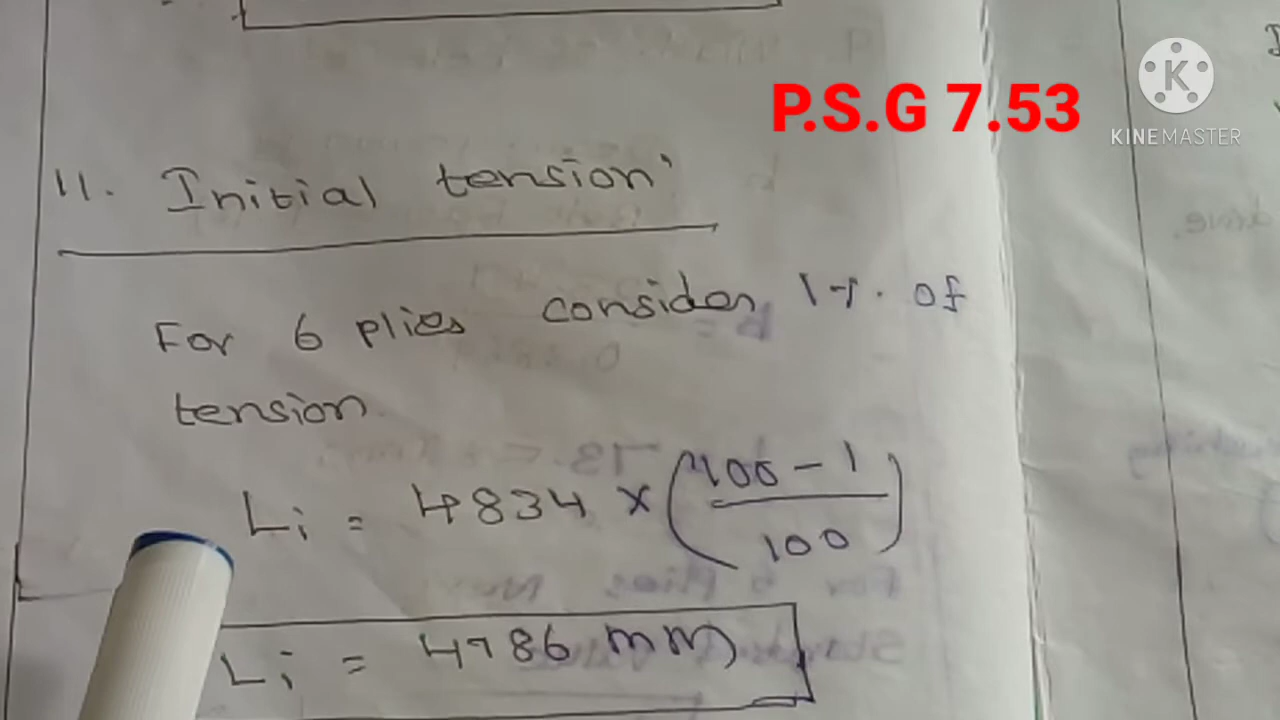 P.S.G 7.53
KINEMASTER
11. Initial tension
For 6 plies consider 1%. of
tension
Li = 4834 × (100 - 1 / 100)
Li = 4786 mm